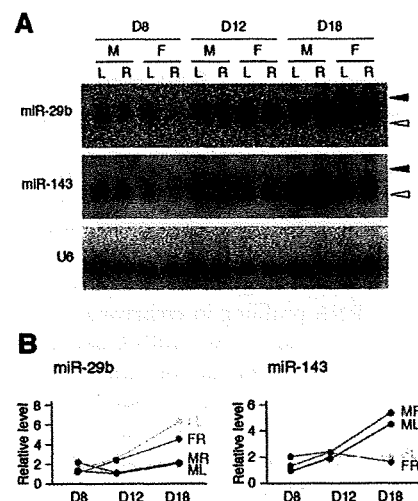 A
D8 D12 D18
M F M F M F
L R L R L R L R L R L R
miR-29b
miR-143
U6
B
miR-29b
Relative level
8
6
4
2
0
FR
MR
ML
D8 D12 D18
miR-143
Relative level
6
4
2
0
MR
ML
FR
D8 D12 D18